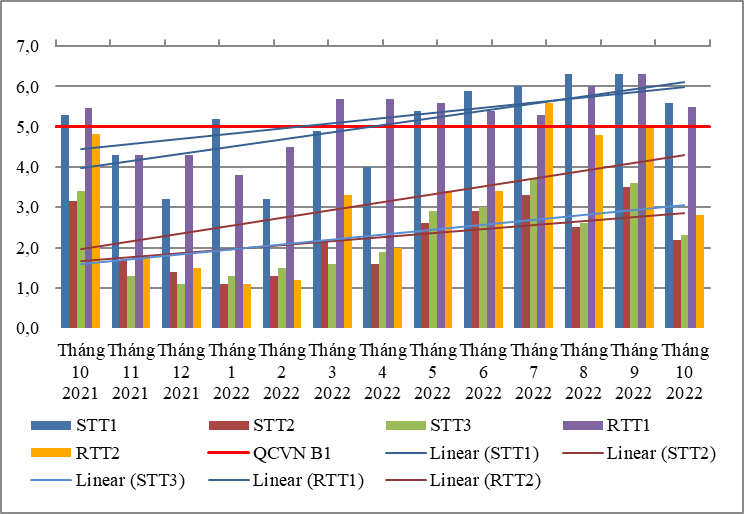 7,0
6,0
5,0
4,0
3,0
2,0
1,0
0,0
Tháng Tháng Tháng Tháng Tháng Tháng Tháng Tháng Tháng Tháng Tháng Tháng Tháng
10 11 12 1 2 3 4 5 6 7 8 9 10
2021 2021 2021 2022 2022 2022 2022 2022 2022 2022 2022 2022 2022
STT1 STT2 STT3 RTT1
RTT2 QCVN B1 Linear (STT1) Linear (STT2)
Linear (STT3) Linear (RTT1) Linear (RTT2)